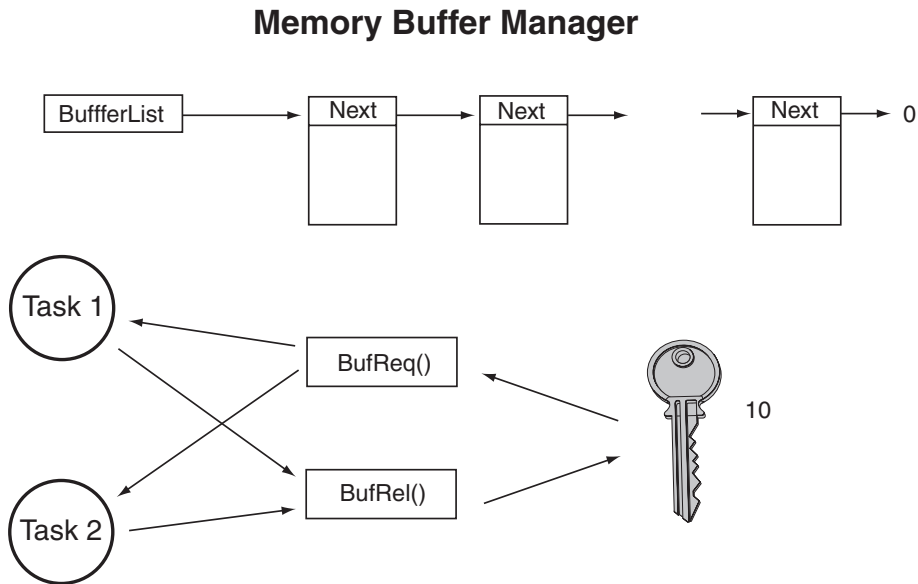 Memory Buffer Manager
BuffferList
Next
Next
Next
0
Task 1
BufReq()
10
BufRel()
Task 2